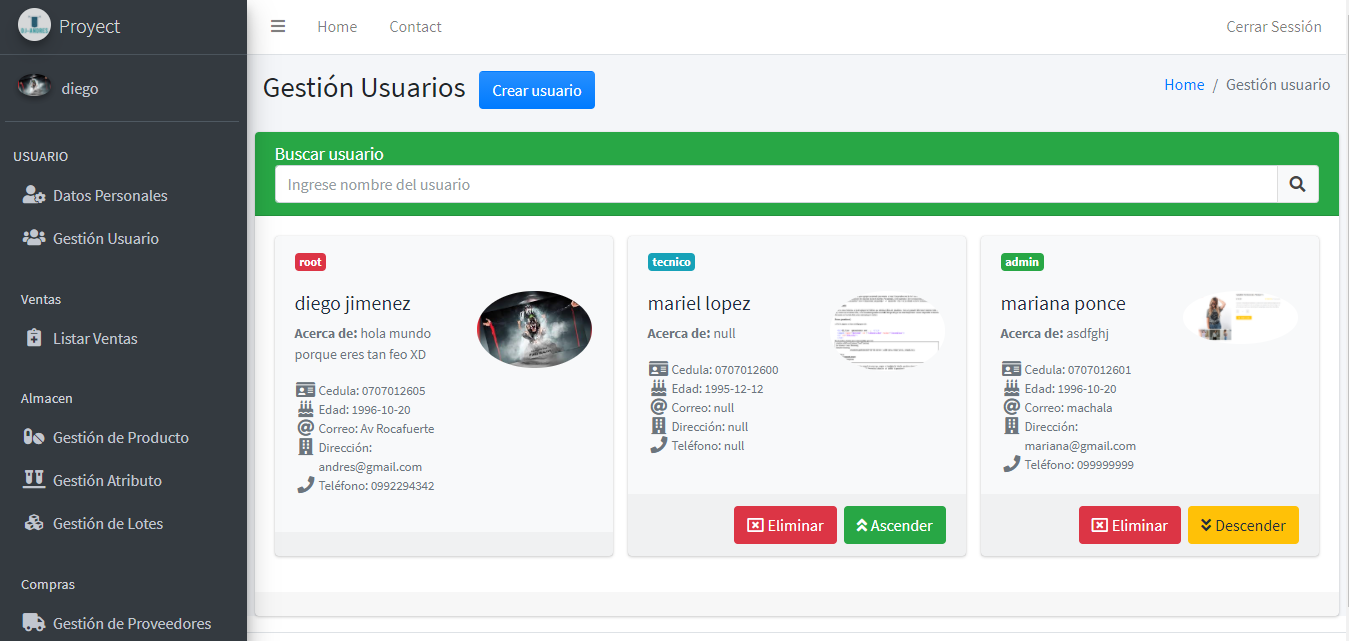 Proyect
diego
USUARIO
Datos Personales
Gestión Usuario
Ventas
Listar Ventas
Almacen
Gestión de Producto
Gestión Atributo
Gestión de Lotes
Compras
Gestión de Proveedores
Home
Contact
Cerrar Sesión
Gestión Usuarios
Crear usuario
Home / Gestión usuario
Buscar usuario
Ingrese nombre del usuario
root
diego jimenez
Acerca de: hola mundo
porque eres tan feo XD
Cedula: 0707012605
Edad: 1996-10-20
Correo: Av Rocafuerte
Dirección:
andres@gmail.com
Teléfono: 0992294342
tecnico
mariel lopez
Acerca de: null
Cedula: 0707012600
Edad: 1995-12-12
Correo: null
Dirección: null
Teléfono: null
Eliminar
Ascender
admin
mariana ponce
Acerca de: asdfghj
Cedula: 0707012601
Edad: 1996-10-20
Correo: machala
Dirección:
mariana@gmail.com
Teléfono: 099999999
Eliminar
Descender